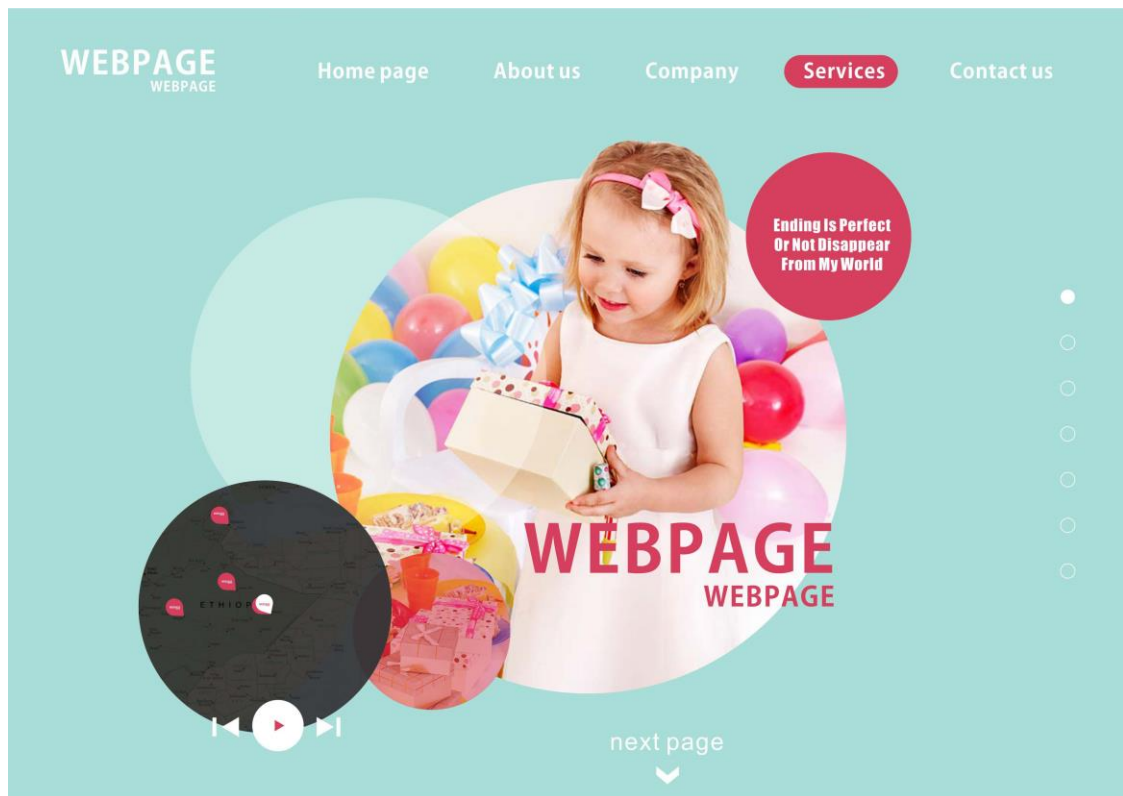 WEBPAGE
WEBPAGE
Home page
About us
Company
Services
Contact us
Ending Is Perfect
Or Not Disappear
From My World
WEBPAGE
WEBPAGE
next page